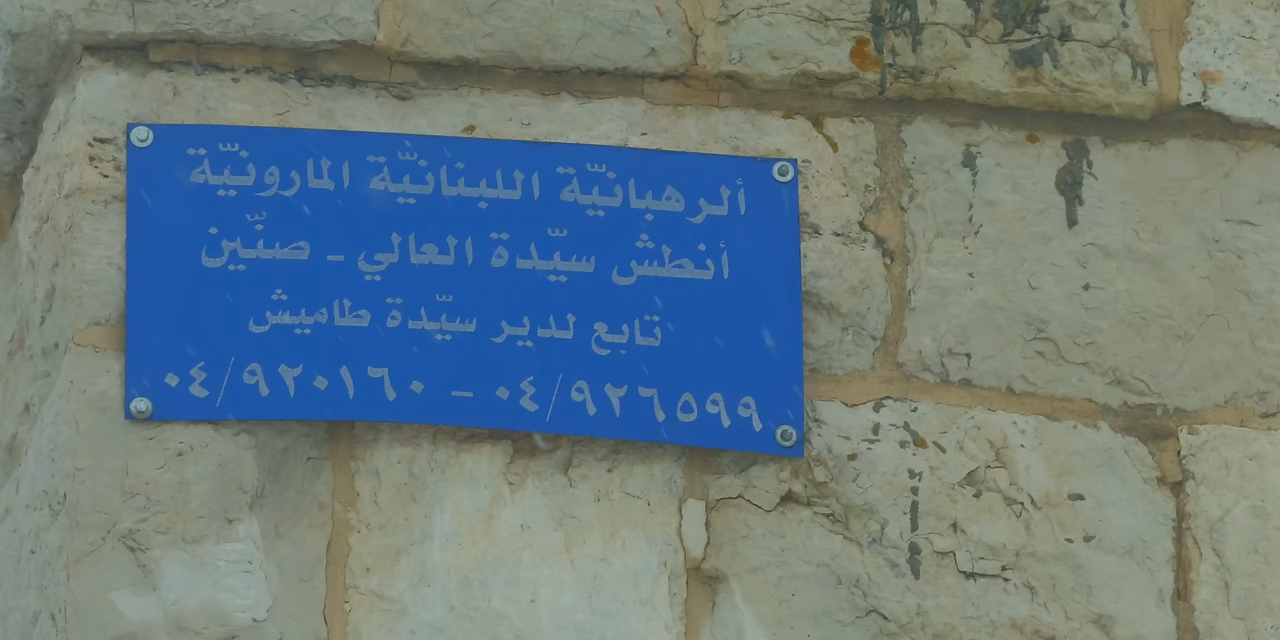 ألرهبانيّة اللبنانيّة المارونيّة
أنطش سيّدة العالي - صنّين
تابع لدير سيّدة طاميش
٠٤/٩٢٠١٦٠ - ٠٤/٩٢٦٥٩٩